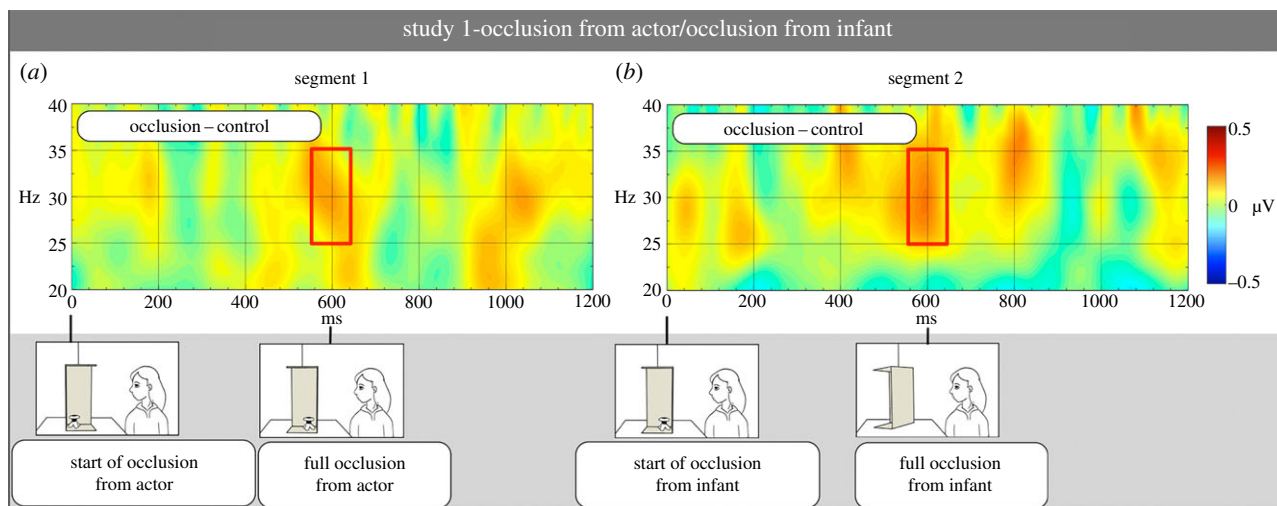 study 1-occlusion from actor/occlusion from infant
(a)
segment 1
occlusion – control
40
35
30
25
20
Hz
0
200
400
600
800
1000
1200
ms
(b)
segment 2
occlusion – control
40
35
30
25
20
Hz
0
200
400
600
800
1000
1200
ms
0.5
0
µV
–0.5
start of occlusion
from actor
full occlusion
from actor
start of occlusion
from infant
full occlusion
from infant